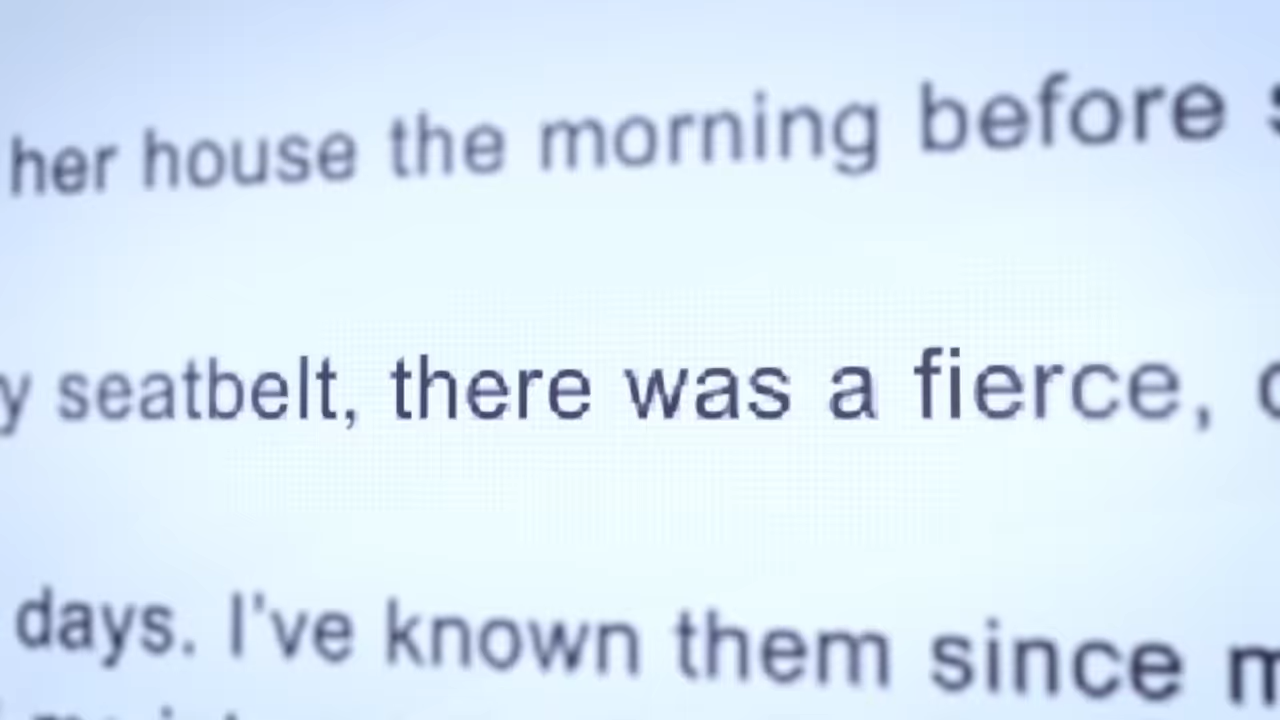 her house the morning before
seatbelt, there was a fierce,
days. I've known them since